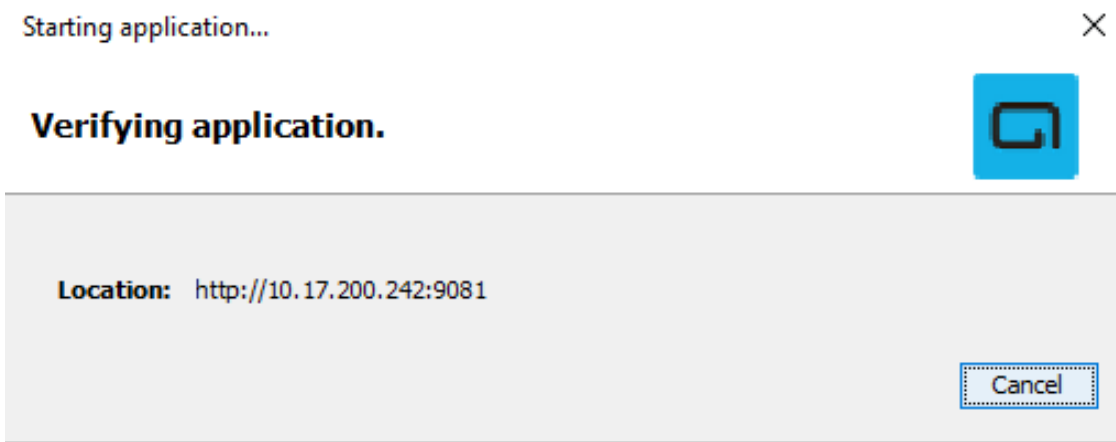 Starting application...
Verifying application.
Location: http://10.17.200.242:9081
Cancel